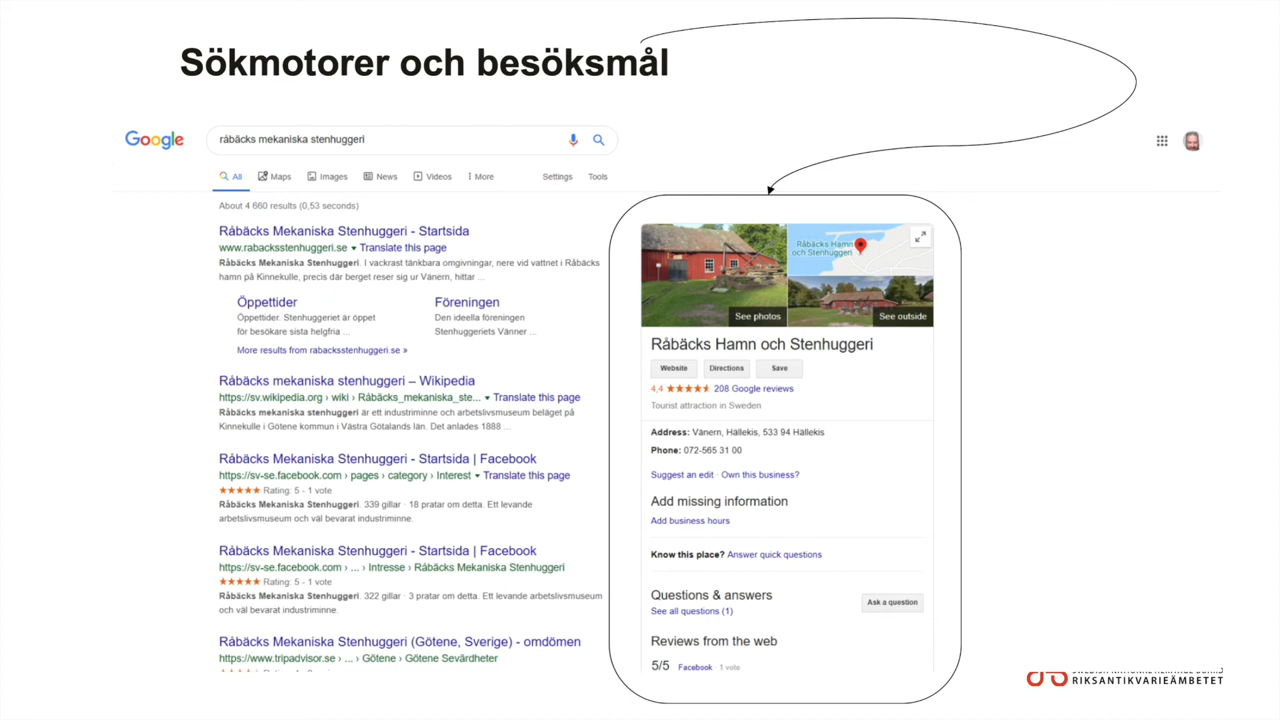 Sökmotorer och besöksmål
Google
råbäcks mekaniska stenhuggeri
All Maps Images News Videos More Settings Tools
About 4 660 results (0,53 seconds)
Råbäcks Mekaniska Stenhuggeri - Startsida
www.rabacksstenhuggeri.se Translate this page
Råbäcks Mekaniska Stenhuggeri. I vackrast tänkbara omgivningar, nere vid vattnet i Råbäcks
hamn på Kinnekulle, precis där berget reser sig ur Vänern, hittar ...
Öppettider
Öppettider. Stenhuggeriet är öppet
för besökare sista helgfria ...
Föreningen
Den ideella föreningen
Stenhuggeriets Vänner ...
More results from rabacksstenhuggeri.se »
Råbäcks mekaniska stenhuggeri – Wikipedia
https://sv.wikipedia.org › wiki › Råbäcks_mekaniska_ste... Translate this page
Råbäcks mekaniska stenhuggeri är ett industriminne och arbetslivsmuseum beläget på
Kinnekulle i Götene kommun i Västra Götalands län. Det anlades 1888 ...
Råbäcks Mekaniska Stenhuggeri - Startsida | Facebook
https://sv-se.facebook.com › pages › category › Interest Translate this page
Rating: 5 - 1 vote
Råbäcks Mekaniska Stenhuggeri. 339 gillar · 18 pratar om detta. Ett levande
arbetslivsmuseum och väl bevarat industriminne.
Råbäcks Mekaniska Stenhuggeri - Startsida | Facebook
https://sv-se.facebook.com › ... › Intresse › Råbäcks Mekaniska Stenhuggeri
Rating: 5 - 1 vote
Råbäcks Mekaniska Stenhuggeri. 322 gillar · 3 pratar om detta. Ett levande arbetslivsmuseum
och väl bevarat industriminne.
Råbäcks Mekaniska Stenhuggeri (Götene, Sverige) - omdömen
https://www.tripadvisor.se › ... › Götene › Götene Sevärdheter
Råbäcks Hamn
och Stenhuggeri
See photos
See outside
Råbäcks Hamn och Stenhuggeri
Website Directions Save
4,4 208 Google reviews
Tourist attraction in Sweden
Address: Vänern, Hällekis, 533 94 Hällekis
Phone: 072-565 31 00
Suggest an edit · Own this business?
Add missing information
Add business hours
Know this place? Answer quick questions
Questions & answers
See all questions (1)
Ask a question
Reviews from the web
5/5 Facebook · 1 vote
RIKSANTIKVARIEÄMBETET